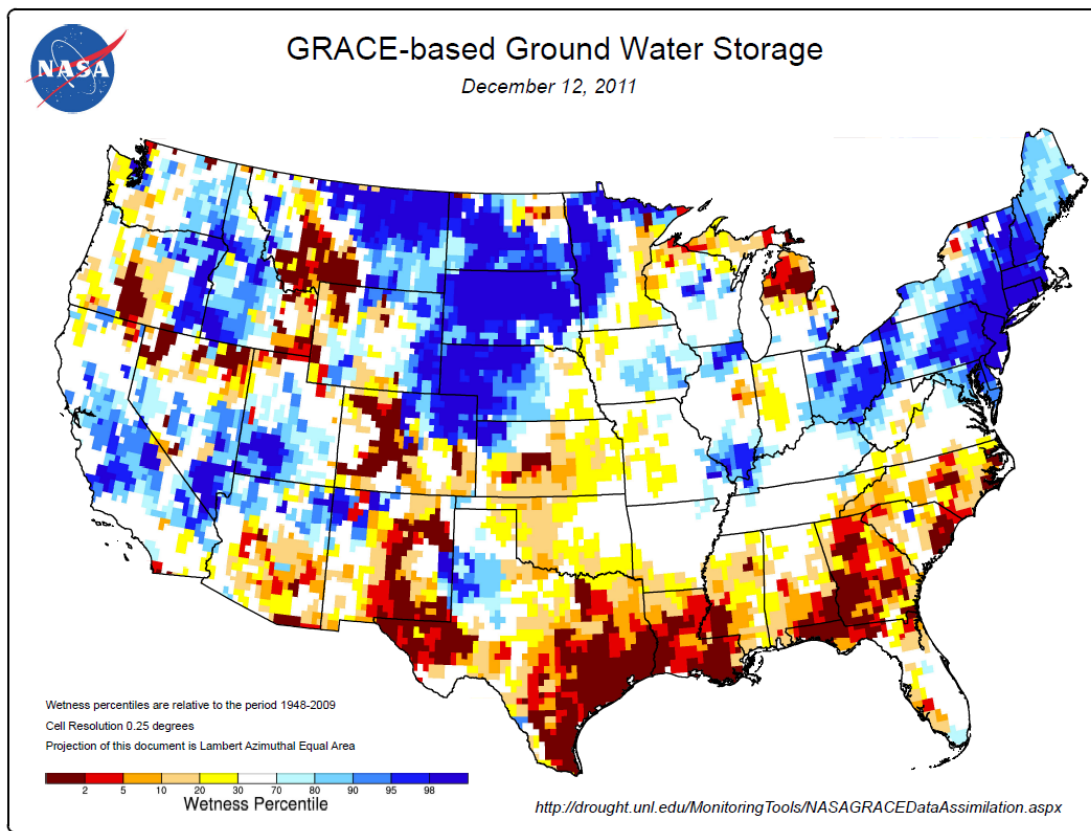 NASA
GRACE-based Ground Water Storage
December 12, 2011
Wetness percentiles are relative to the period 1948-2009
Cell Resolution 0.25 degrees
Projection of this document is Lambert Azimuthal Equal Area
2 5 10 20 30 70 80 90 95 98
Wetness Percentile
http://drought.unl.edu/MonitoringTools/NASAGRACEDataAssimilation.aspx